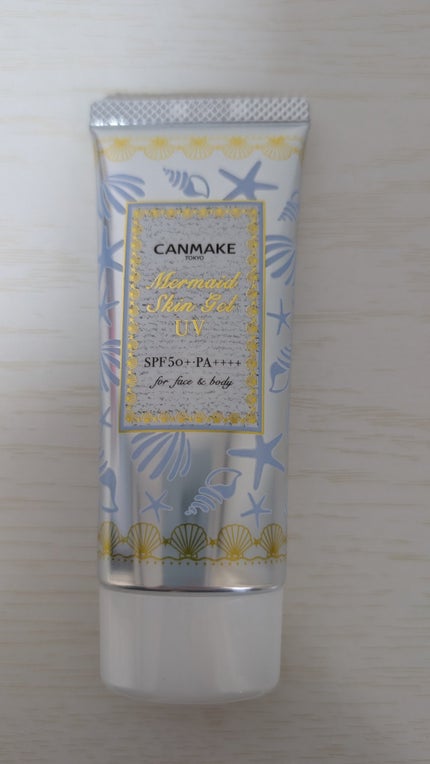 CANMAKE
TOKYO
Mermaid
Skin Gel
UV
SPF50+・PA++++
for face & body